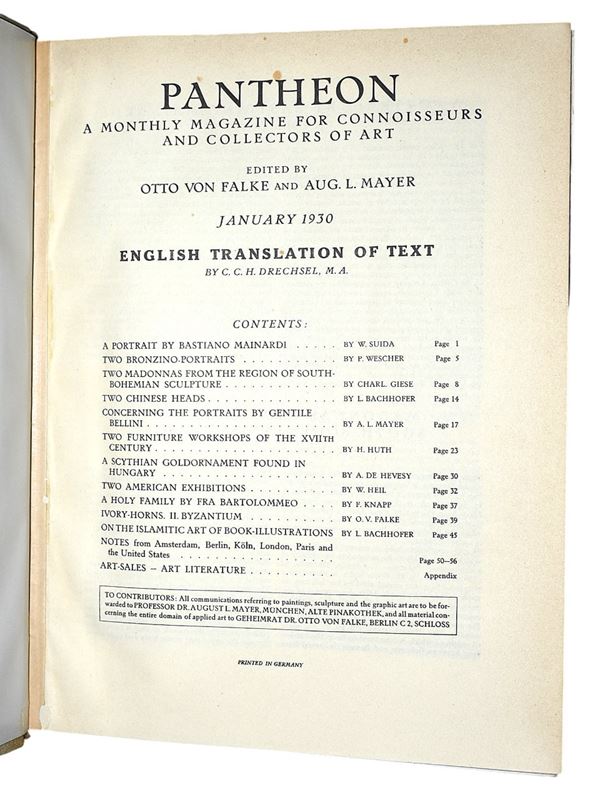 PANTHEON
A MONTHLY MAGAZINE FOR CONNOISSEURS
AND COLLECTORS OF ART
EDITED BY
OTTO VON FALKE AND AUG. L. MAYER
JANUARY 1930
ENGLISH TRANSLATION OF TEXT
BY C. C. H. DRECHSEL, M. A.
CONTENTS:
A PORTRAIT BY BASTIANO MAINARDI . . . . . BY W. SUIDA Page 1
TWO BRONZINO-PORTRAITS . . . . . . . . . . . BY P. WESCHER Page 5
TWO MADONNAS FROM THE REGION OF SOUTH-
BOHEMIAN SCULPTURE . . . . . . . . . . . . . BY CHARL. GIESE Page 8
TWO CHINESE HEADS . . . . . . . . . . . . . . . BY L. BACHHOFER Page 14
CONCERNING THE PORTRAITS BY GENTILE
BELLINI . . . . . . . . . . . . . . . . . . . . . . BY A. L. MAYER Page 17
TWO FURNITURE WORKSHOPS OF THE XVIITH
CENTURY . . . . . . . . . . . . . . . . . . . . . BY H. HUTH Page 23
A SCYTHIAN GOLDORNAMENT FOUND IN
HUNGARY . . . . . . . . . . . . . . . . . . . . BY A. DE HEVESY Page 30
TWO AMERICAN EXHIBITIONS . . . . . . . . . . BY W. HEIL Page 32
A HOLY FAMILY BY FRA BARTOLOMMEO . . . . BY F. KNAPP Page 37
IVORY-HORNS. II. BYZANTIUM . . . . . . . . . . BY O. V. FALKE Page 39
ON THE ISLAMITIC ART OF BOOK-ILLUSTRATIONS BY L. BACHHOFER Page 45
NOTES from Amsterdam, Berlin, Köln, London, Paris and
the United States . . . . . . . . . . . . . . . . . Page 50—56
ART-SALES — ART LITERATURE . . . . . . . . . . Appendix
TO CONTRIBUTORS: All communications referring to paintings, sculpture and the graphic art are to be for-
warded to PROFESSOR DR. AUGUST L. MAYER, MÜNCHEN, ALTE PINAKOTHEK, and all material con-
cerning the entire domain of applied art to GEHEIMRAT DR. OTTO VON FALKE, BERLIN C 2, SCHLOSS
PRINTED IN GERMANY